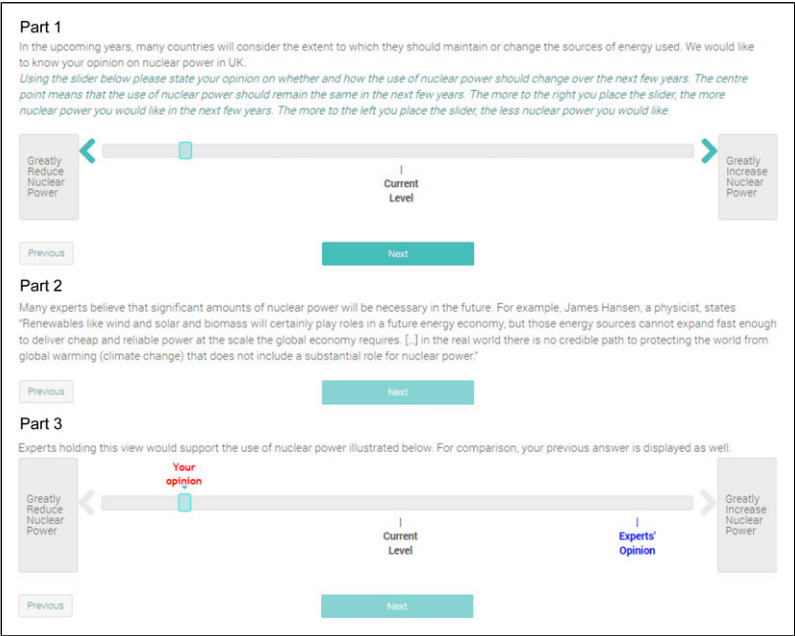 Part 1
In the upcoming years, many countries will consider the extent to which they should maintain or change the sources of energy used. We would like
to know your opinion on nuclear power in UK.
Using the slider below please state your opinion on whether and how the use of nuclear power should change over the next few years. The centre
point means that the use of nuclear power should remain the same in the next few years. The more to the right you place the slider, the more
nuclear power you would like in the next few years. The more to the left you place the slider, the less nuclear power you would like.
Greatly
Reduce
Nuclear
Power
Current
Level
Greatly
Increase
Nuclear
Power
Previous
Next
Part 2
Many experts believe that significant amounts of nuclear power will be necessary in the future. For example, James Hansen, a physicist, states
"Renewables like wind and solar and biomass will certainly play roles in a future energy economy, but those energy sources cannot expand fast enough
to deliver cheap and reliable power at the scale the global economy requires. [...] in the real world there is no credible path to protecting the world from
global warming (climate change) that does not include a substantial role for nuclear power."
Previous
Next
Part 3
Experts holding this view would support the use of nuclear power illustrated below. For comparison, your previous answer is displayed as well.
Greatly
Reduce
Nuclear
Power
Your
opinion
Current
Level
Experts'
Opinion
Greatly
Increase
Nuclear
Power
Previous
Next